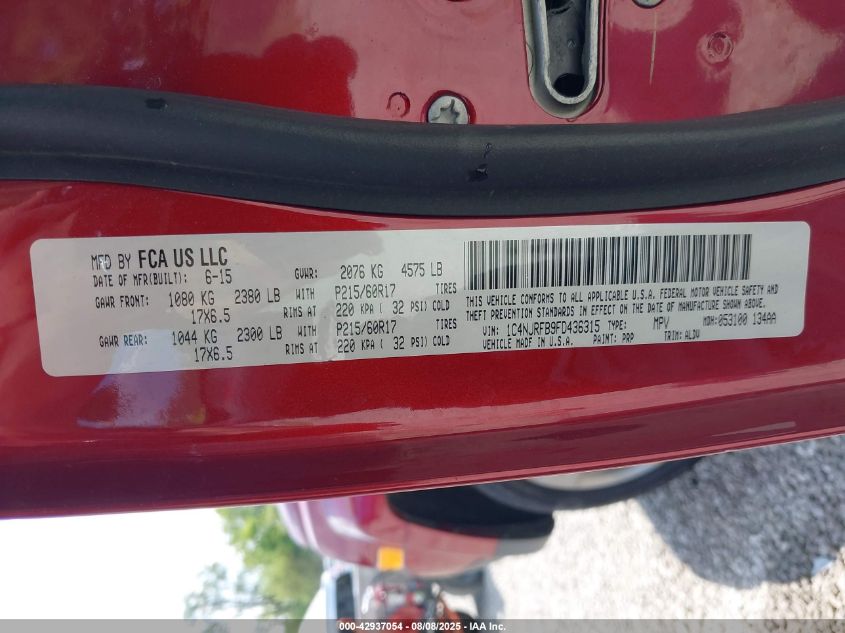 MFD BY FCA US LLC
DATE OF MFR(BUILT): 6-15 GVWR: 2076 KG 4575 LB
GAWR FRONT: 1080 KG 2380 LB WITH P215/60R17 TIRES
17X6.5 RIMS AT 220 KPA ( 32 PSI) COLD
GAWR REAR: 1044 KG 2300 LB WITH P215/60R17 TIRES
17X6.5 RIMS AT 220 KPA ( 32 PSI) COLD
THIS VEHICLE CONFORMS TO ALL APPLICABLE U.S.A. FEDERAL MOTOR VEHICLE SAFETY AND
THEFT PREVENTION STANDARDS IN EFFECT ON THE DATE OF MANUFACTURE SHOWN ABOVE.
VIN: 1C4NJRFB9FD436315 TYPE: MPV MDH:053100 134AA
VEHICLE MADE IN U.S.A. PAINT: PRP TRIM: ALDV
000-42937054 - 08/08/2025 - IAA Inc.